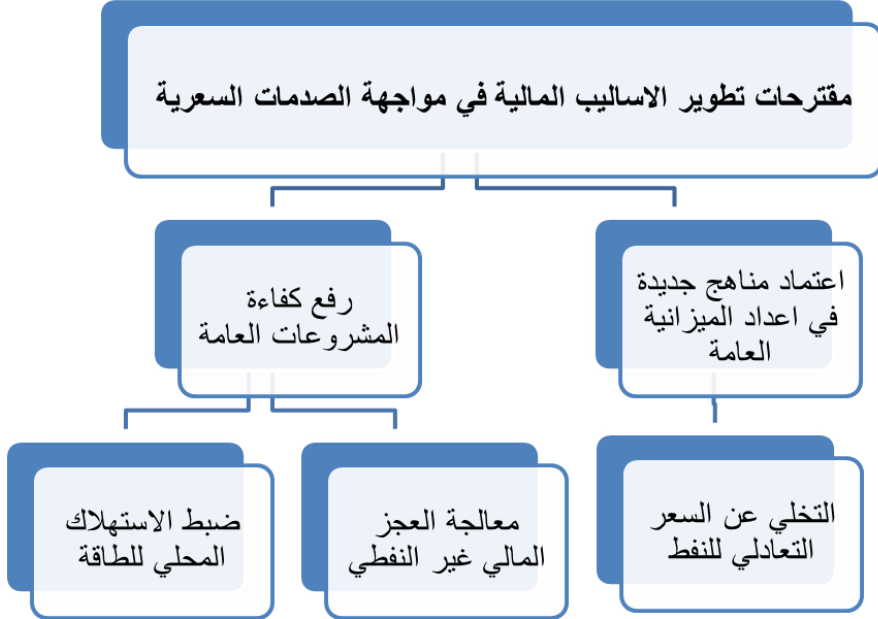 مقترحات تطوير الاساليب المالية في مواجهة الصدمات السعرية
اعتماد مناهج جديدة
في اعداد الميزانية
العامة
رفع كفاءة
المشروعات العامة
التخلي عن السعر
التعادلي للنفط
معالجة العجز
المالي غير النفطي
ضبط الاستهلاك
المحلي للطاقة